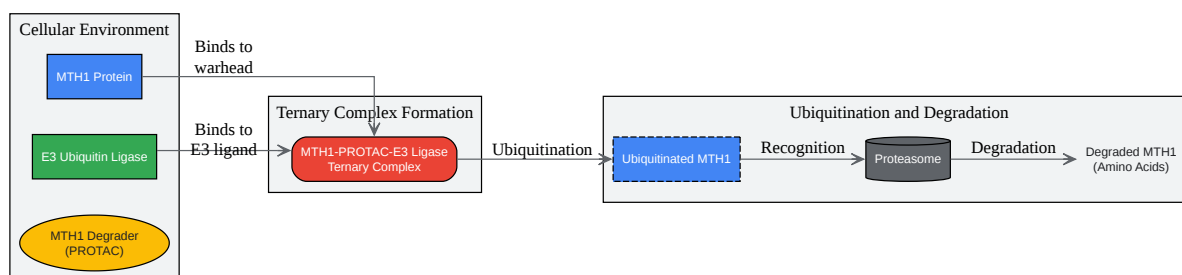 Cellular Environment
MTH1 Protein
E3 Ubiquitin Ligase
MTH1 Degrader
(PROTAC)
Binds to
warhead
Binds to
E3 ligand
Ternary Complex Formation
MTH1-PROTAC-E3 Ligase
Ternary Complex
Ubiquitination
Ubiquitination and Degradation
Ubiquitinated MTH1
Recognition
Proteasome
Degradation
Degraded MTH1
(Amino Acids)